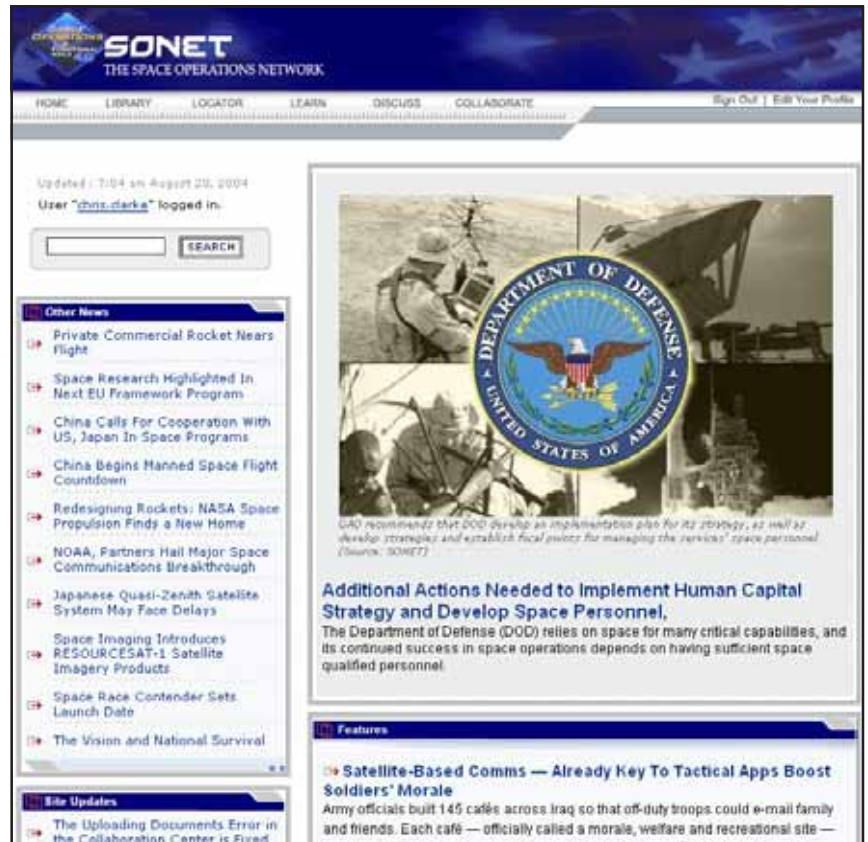 SONET
THE SPACE OPERATIONS NETWORK
HOME LIBRARY LOCATOR LEARN DISCUSS COLLABORATE
Sign Out | Edit Your Profile
Updated : 7:04 am August 20, 2004
User "chris.clarke" logged in.
SEARCH
Other News
Private Commercial Rocket Nears
Flight
Space Research Highlighted In
Next EU Framework Program
China Calls For Cooperation With
US, Japan In Space Programs
China Begins Manned Space Flight
Countdown
Redesigning Rockets: NASA Space
Propulsion Finds a New Home
NOAA, Partners Hail Major Space
Communications Breakthrough
Japanese Quasi-Zenith Satellite
System May Face Delays
Space Imaging Introduces
RESOURCESAT-1 Satellite
Imagery Products
Space Race Contender Sets
Launch Date
The Vision and National Survival
Site Updates
The Uploading Documents Error in
the Collaboration Center is Fixed
DEPARTMENT OF DEFENSE
UNITED STATES OF AMERICA
GAO recommends that DOD develop an implementation plan for its strategy, as well as
develop strategies and establish focal points for managing the services' space personnel
(Source: SONET)
Additional Actions Needed to Implement Human Capital
Strategy and Develop Space Personnel,
The Department of Defense (DOD) relies on space for many critical capabilities, and
its continued success in space operations depends on having sufficient space
qualified personnel
Features
Satellite-Based Comms — Already Key To Tactical Apps Boost
Soldiers' Morale
Army officials built 145 cafés across Iraq so that off-duty troops could e-mail family
and friends. Each café — officially called a morale, welfare and recreational site —